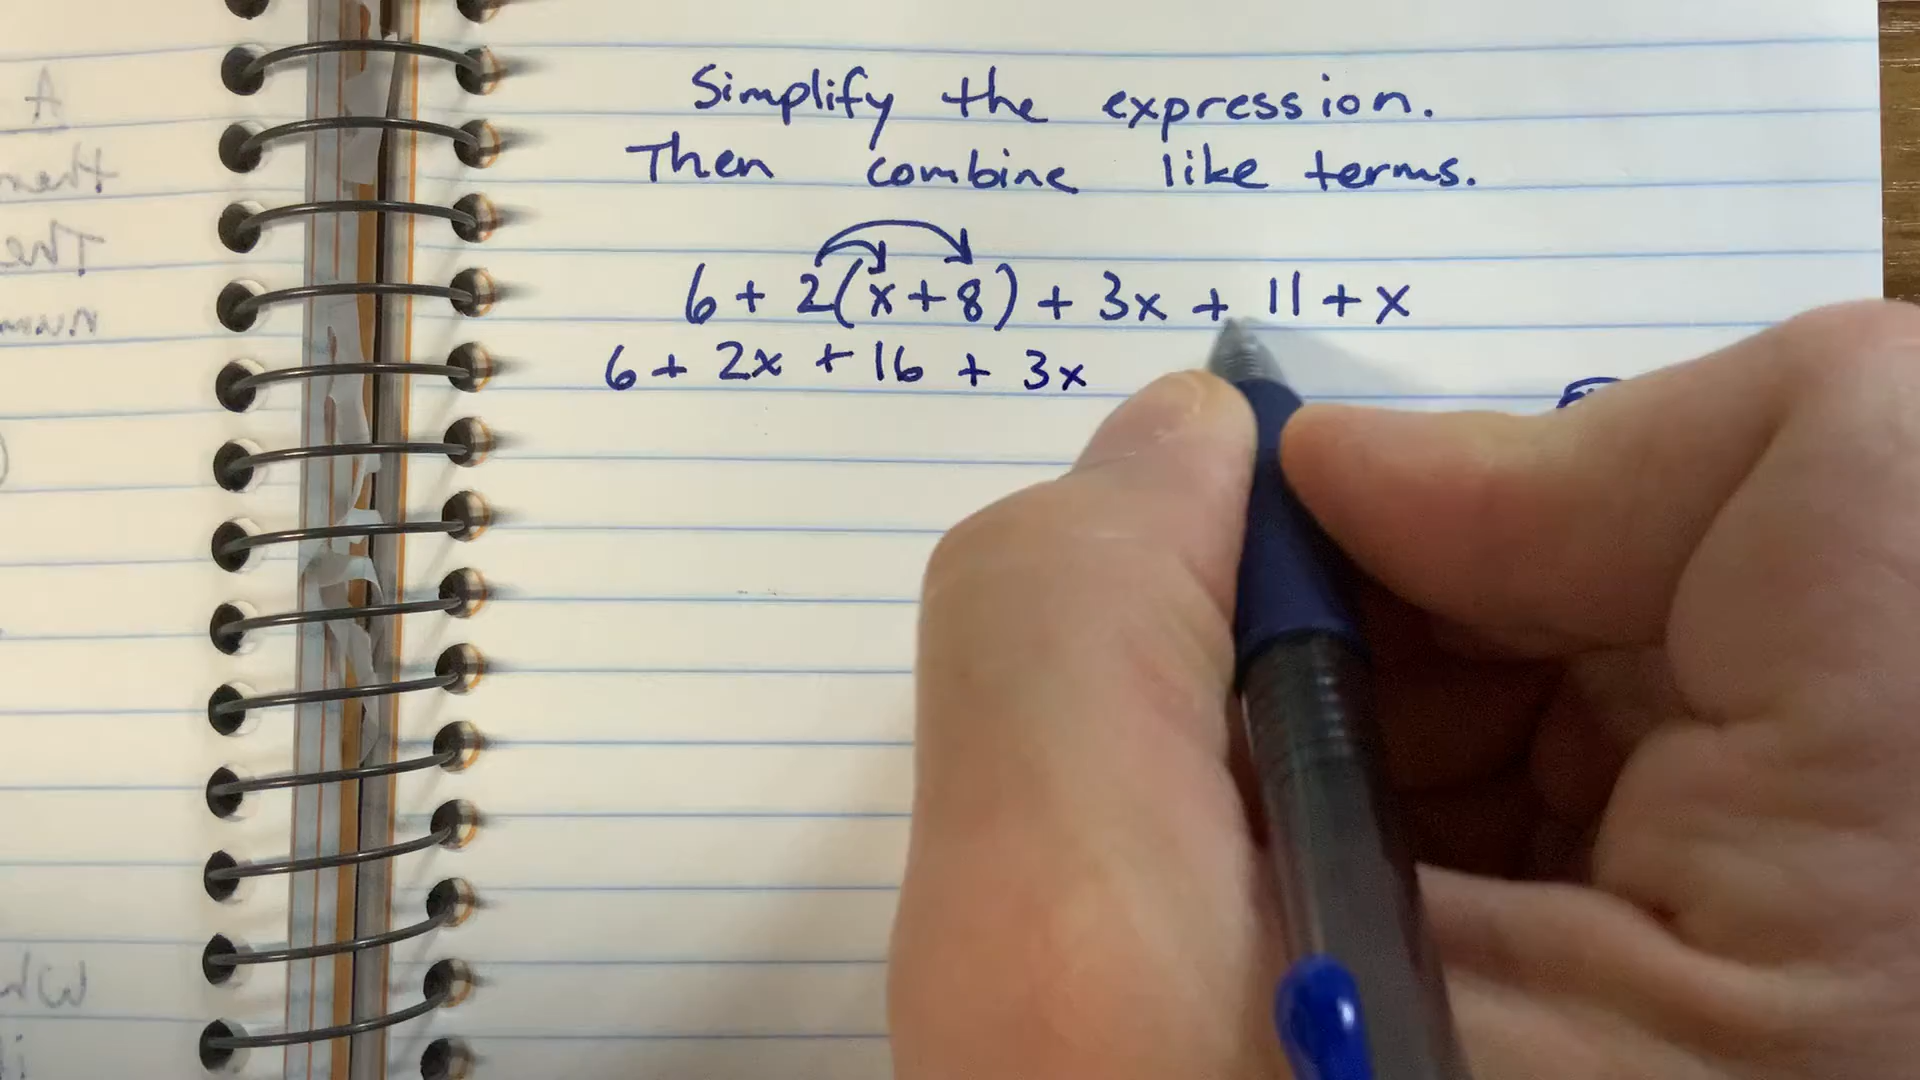 Simplify the expression.
Then combine like terms.
6 + 2(x + 8) + 3x + 11 + x
6 + 2x + 16 + 3x